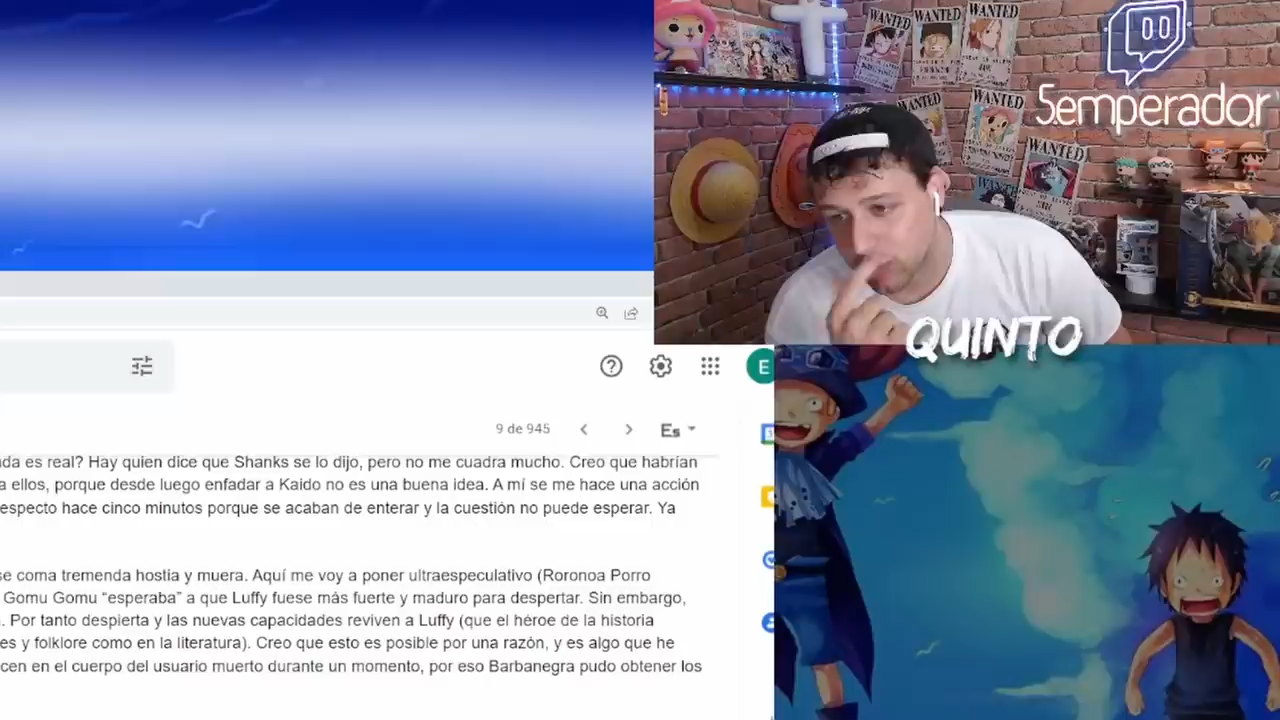 WANTED
WANTED
WANTED
5emperador
WANTED
WANTED
WANTED
WANTED
QUINTO
E
9 de 945
Es
da es real? Hay quien dice que Shanks se lo dijo, pero no me cuadra mucho. Creo que habrían
a ellos, porque desde luego enfadar a Kaido no es una buena idea. A mí se me hace una acción
especto hace cinco minutos porque se acaban de enterar y la cuestión no puede esperar. Ya
se coma tremenda hostia y muera. Aquí me voy a poner ultraespeculativo (Roronoa Porro
Gomu Gomu “esperaba” a que Luffy fuese más fuerte y maduro para despertar. Sin embargo,
. Por tanto despierta y las nuevas capacidades reviven a Luffy (que el héroe de la historia
es y folklore como en la literatura). Creo que esto es posible por una razón, y es algo que he
cen en el cuerpo del usuario muerto durante un momento, por eso Barbanegra pudo obtener los